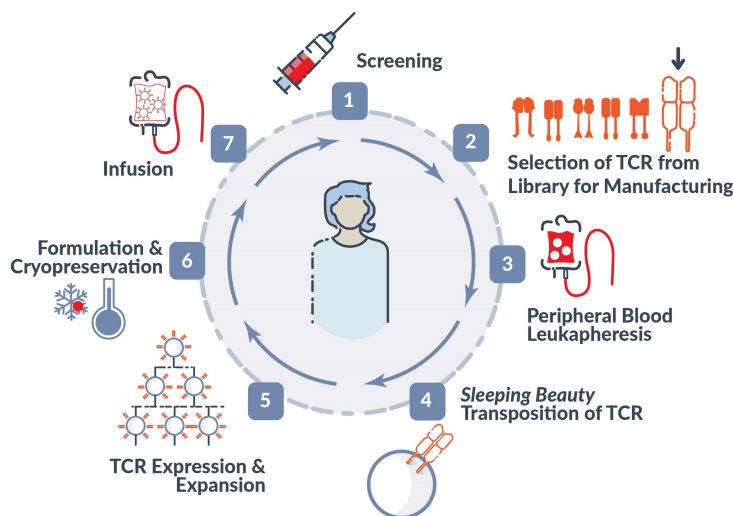 Screening
1
2
Selection of TCR from
Library for Manufacturing
3
Peripheral Blood
Leukapheresis
4
Sleeping Beauty
Transposition of TCR
5
TCR Expression &
Expansion
6
Formulation &
Cryopreservation
7
Infusion